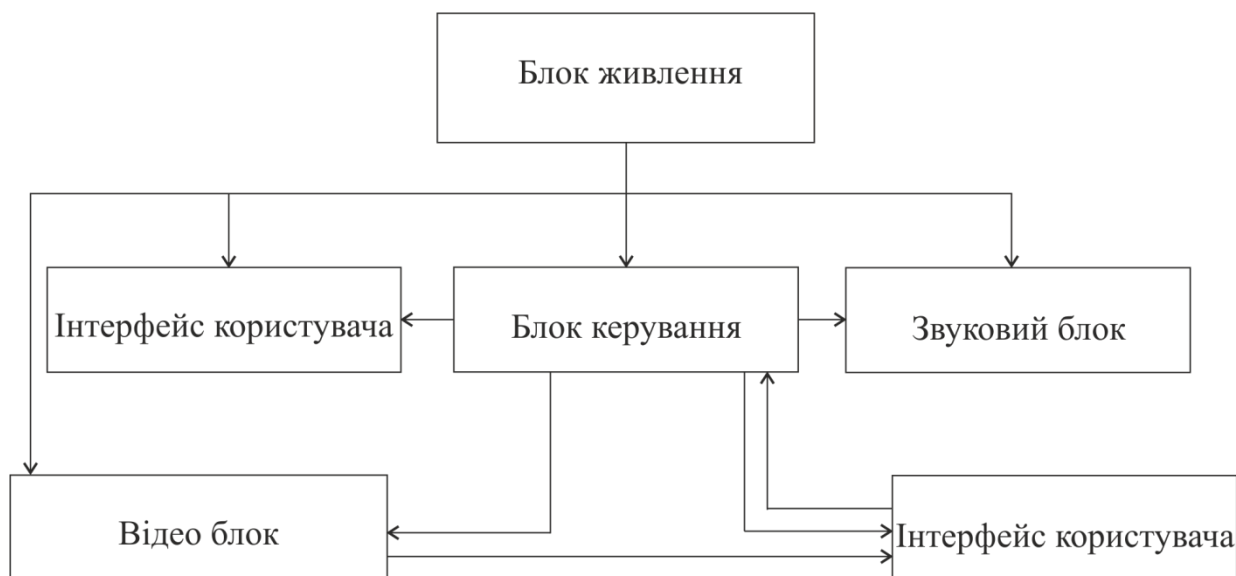 Блок живлення
Інтерфейс користувача
Блок керування
Звуковий блок
Відео блок
Інтерфейс користувача